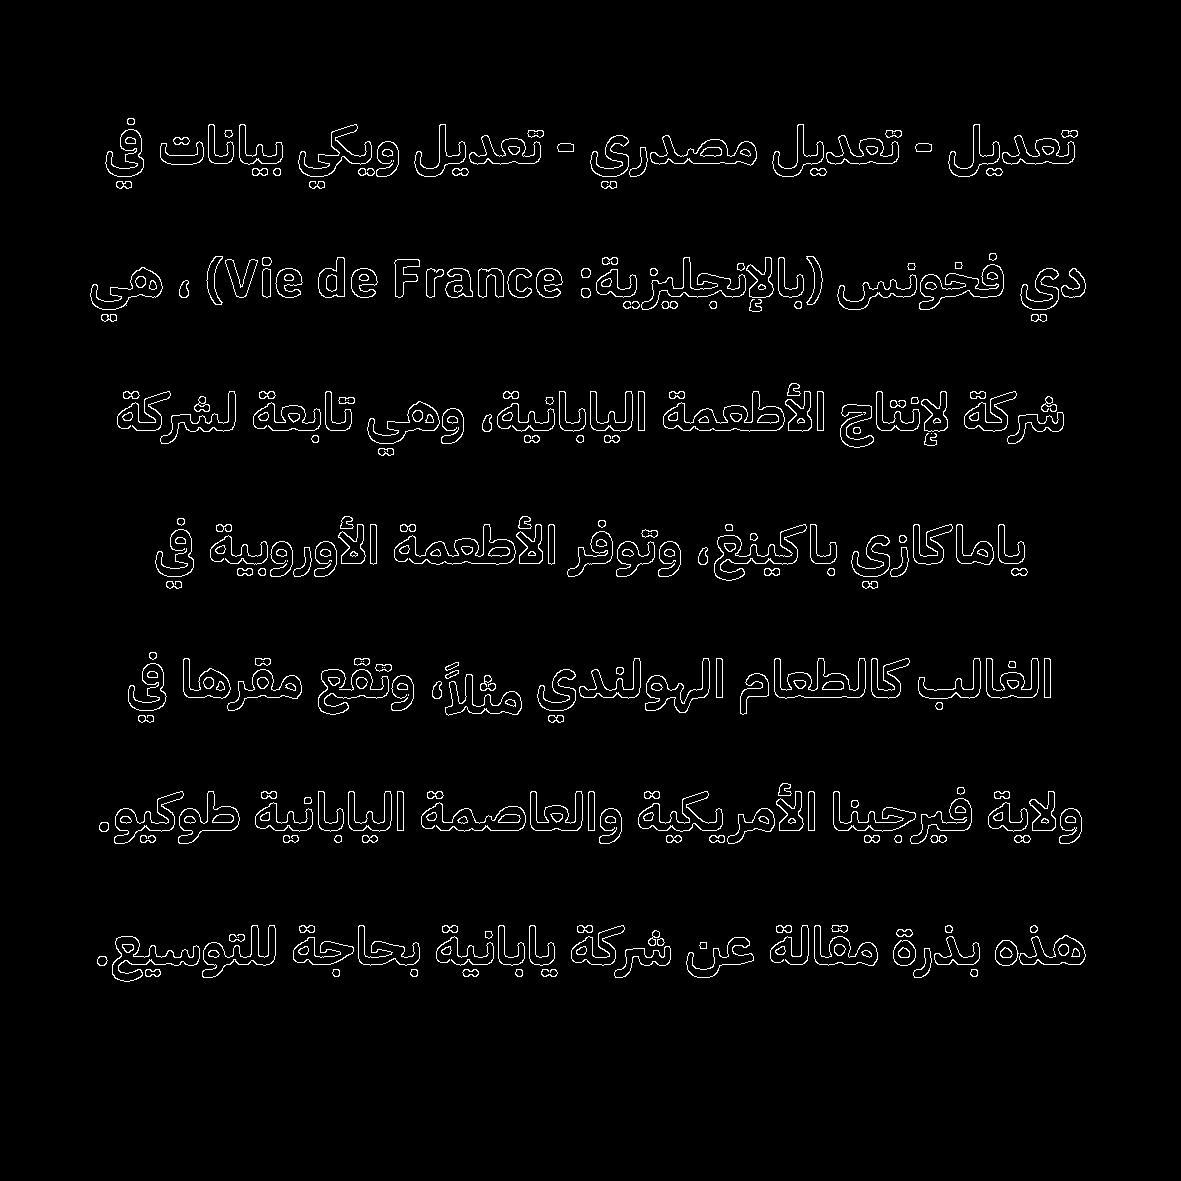 تعديل - تعديل مصدري - تعديل ويكي بيانات في
دي فخونس (بالإنجليزية: Vie de France) ، هي
شركة لإنتاج الأطعمة اليابانية، وهي تابعة لشركة
ياماكازي باكينغ، وتوفر الأطعمة الأوروبية في
الغالب كالطعام الهولندي مثلاً، وتقع مقرها في
ولاية فيرجينا الأمريكية والعاصمة اليابانية طوكيو.
هذه بذرة مقالة عن شركة يابانية بحاجة للتوسيع.